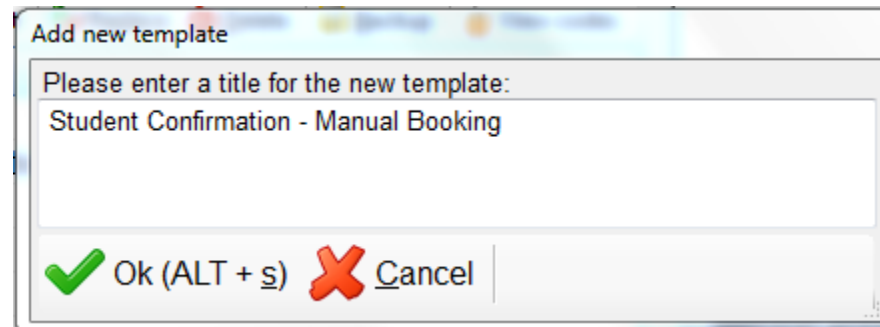 Add new template
Please enter a title for the new template:
Student Confirmation - Manual Booking
Ok (ALT + s) Cancel